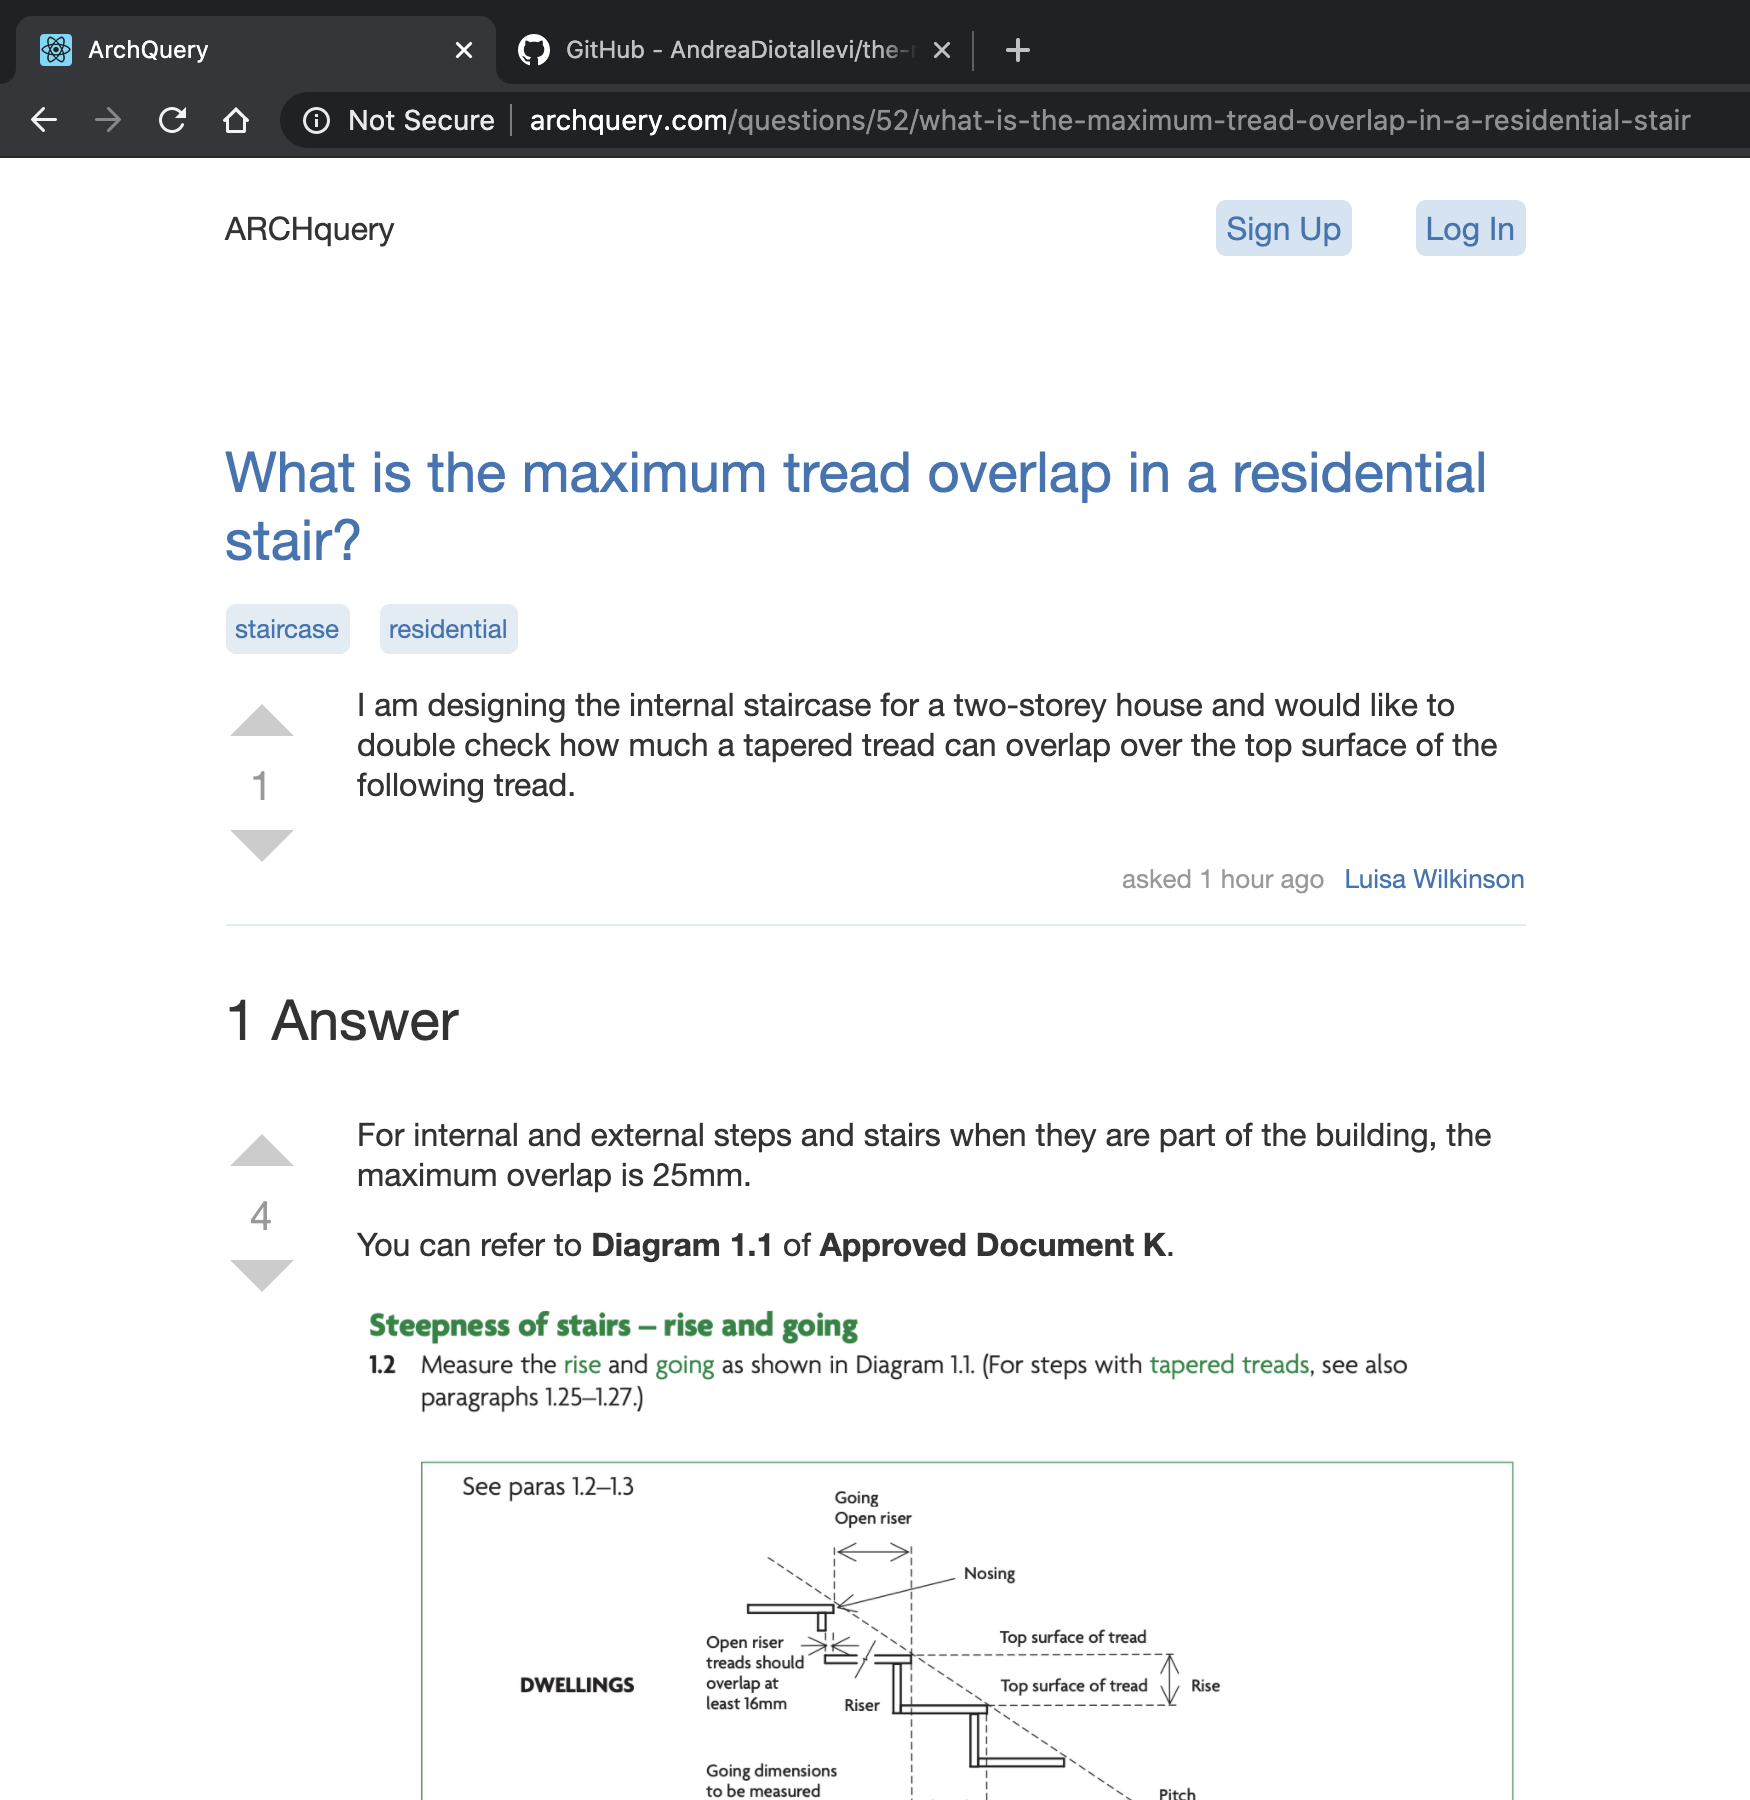 ArchQuery
GitHub - AndreaDiotallevi/the-
Not Secure
archquery.com/questions/52/what-is-the-maximum-tread-overlap-in-a-residential-stair
ARCHquery
Sign Up
Log In
What is the maximum tread overlap in a residential
stair?
staircase
residential
I am designing the internal staircase for a two-storey house and would like to
double check how much a tapered tread can overlap over the top surface of the
following tread.
1
asked 1 hour ago Luisa Wilkinson
1 Answer
For internal and external steps and stairs when they are part of the building, the
maximum overlap is 25mm.
4
You can refer to Diagram 1.1 of Approved Document K.
Steepness of stairs – rise and going
1.2 Measure the rise and going as shown in Diagram 1.1. (For steps with tapered treads, see also
paragraphs 1.25–1.27.)
See paras 1.2–1.3
Going
Open riser
Nosing
Open riser
treads should
overlap at
least 16mm
Top surface of tread
Top surface of tread
Rise
DWELLINGS
Riser
Going dimensions
to be measured
Pitch